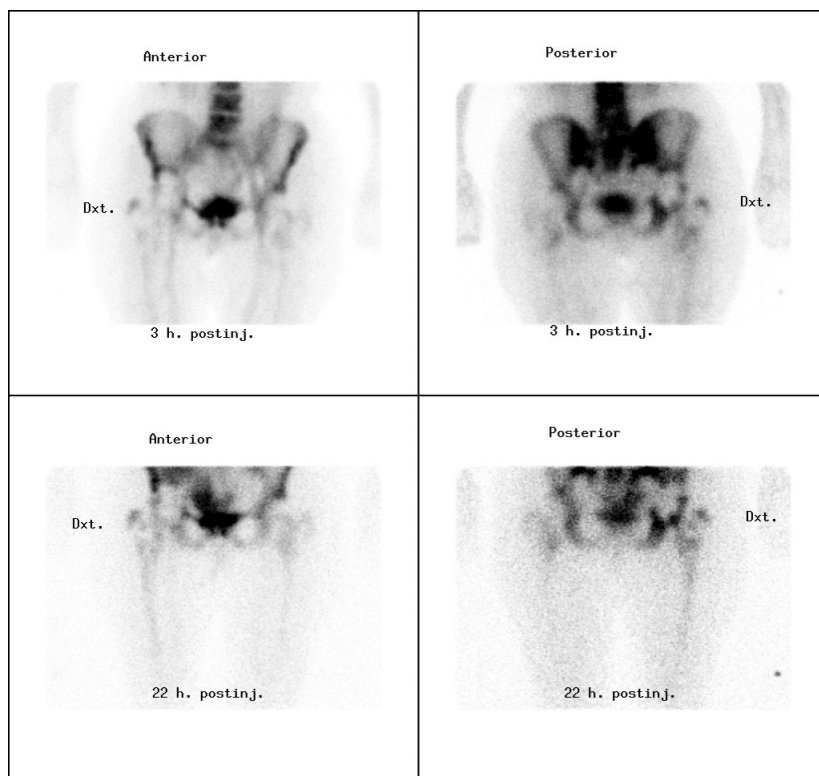 Anterior
Posterior
Dxt.
Dxt.
3 h. postinj.
3 h. postinj.
Anterior
Posterior
Dxt.
Dxt.
22 h. postinj.
22 h. postinj.